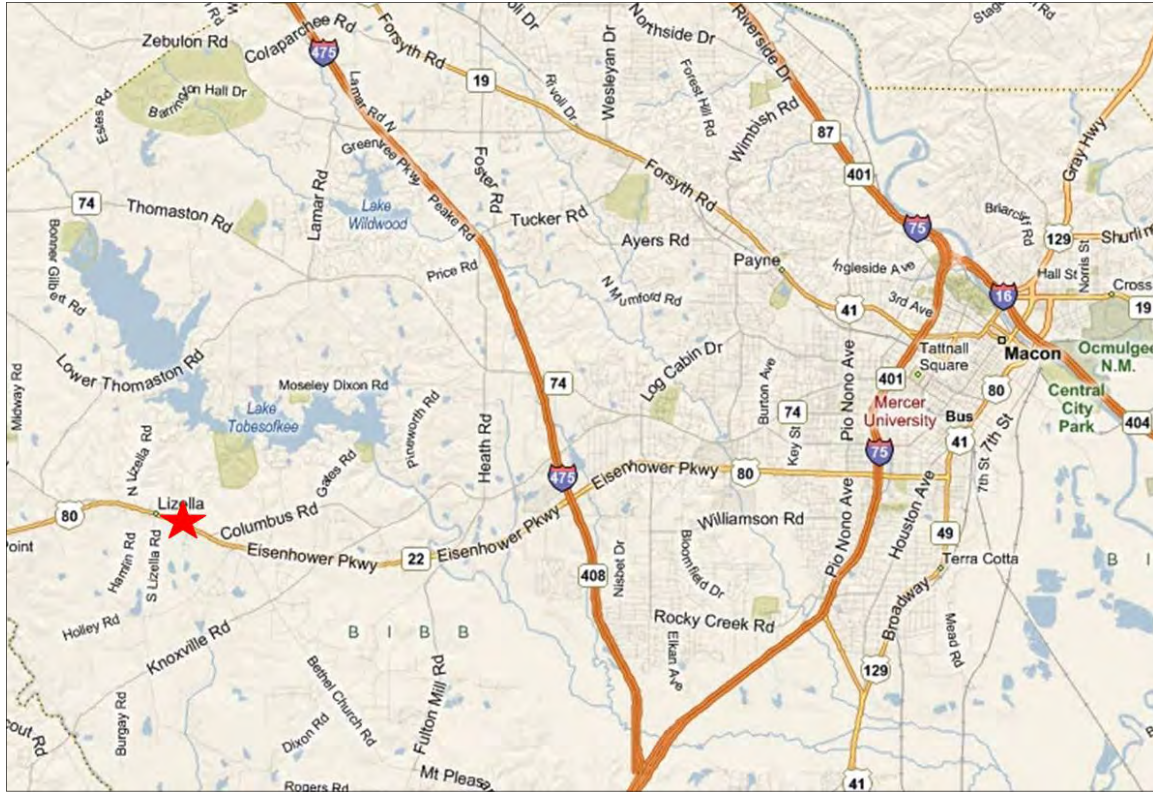 Zebulon Rd
Colaparchee Rd
475
Forsyth Rd
19
Rivoli Dr
Wesleyan Dr
Northside Dr
Riverside Dr
Forest Hill Rd
Wimbish Rd
87
401
Gray Hwy
Estes Rd
Barrington Hall Dr
Lamar Rd N
Greentree Pkwy
Peake Rd
Foster Rd
Lamar Rd
Lake
Wildwood
74
Thomaston Rd
Tucker Rd
Ayers Rd
Forsyth Rd
Payne
75
Briarcliff Rd
129
Norris St
Hall St
Ingleside Ave
3rd Ave
16
Cross
19
Bonner Gilbert Rd
Price Rd
N Mumford Rd
41
Tattnall
Square
Macon
Ocmulgee
N.M.
Central
City
Park
404
Midway Rd
Lower Thomaston Rd
Moseley Dixon Rd
Lake
Tobesofkee
Pineworth Rd
Heath Rd
74
Log Cabin Dr
Burton Ave
74
Key St
Pio Nono Ave
401
Mercer
University
80
Bus
41
7th St
7th St
N Lizella Rd
Gates Rd
475
Eisenhower Pkwy
80
75
80
Lizella
Columbus Rd
Eisenhower Pkwy
22
Eisenhower Pkwy
Williamson Rd
Pio Nono Ave
Houston Ave
49
Terra Cotta
Point
Hamlin Rd
S Lizella Rd
408
Nisbet Dr
Bloomfield Dr
Rocky Creek Rd
Elkan Ave
Broadway
Mead Rd
B I
Holley Rd
Knoxville Rd
B I B B
Burgay Rd
Bethel Church Rd
Dixon Rd
Fulton Mill Rd
Rogers Rd
Mt Pleasa
129
41